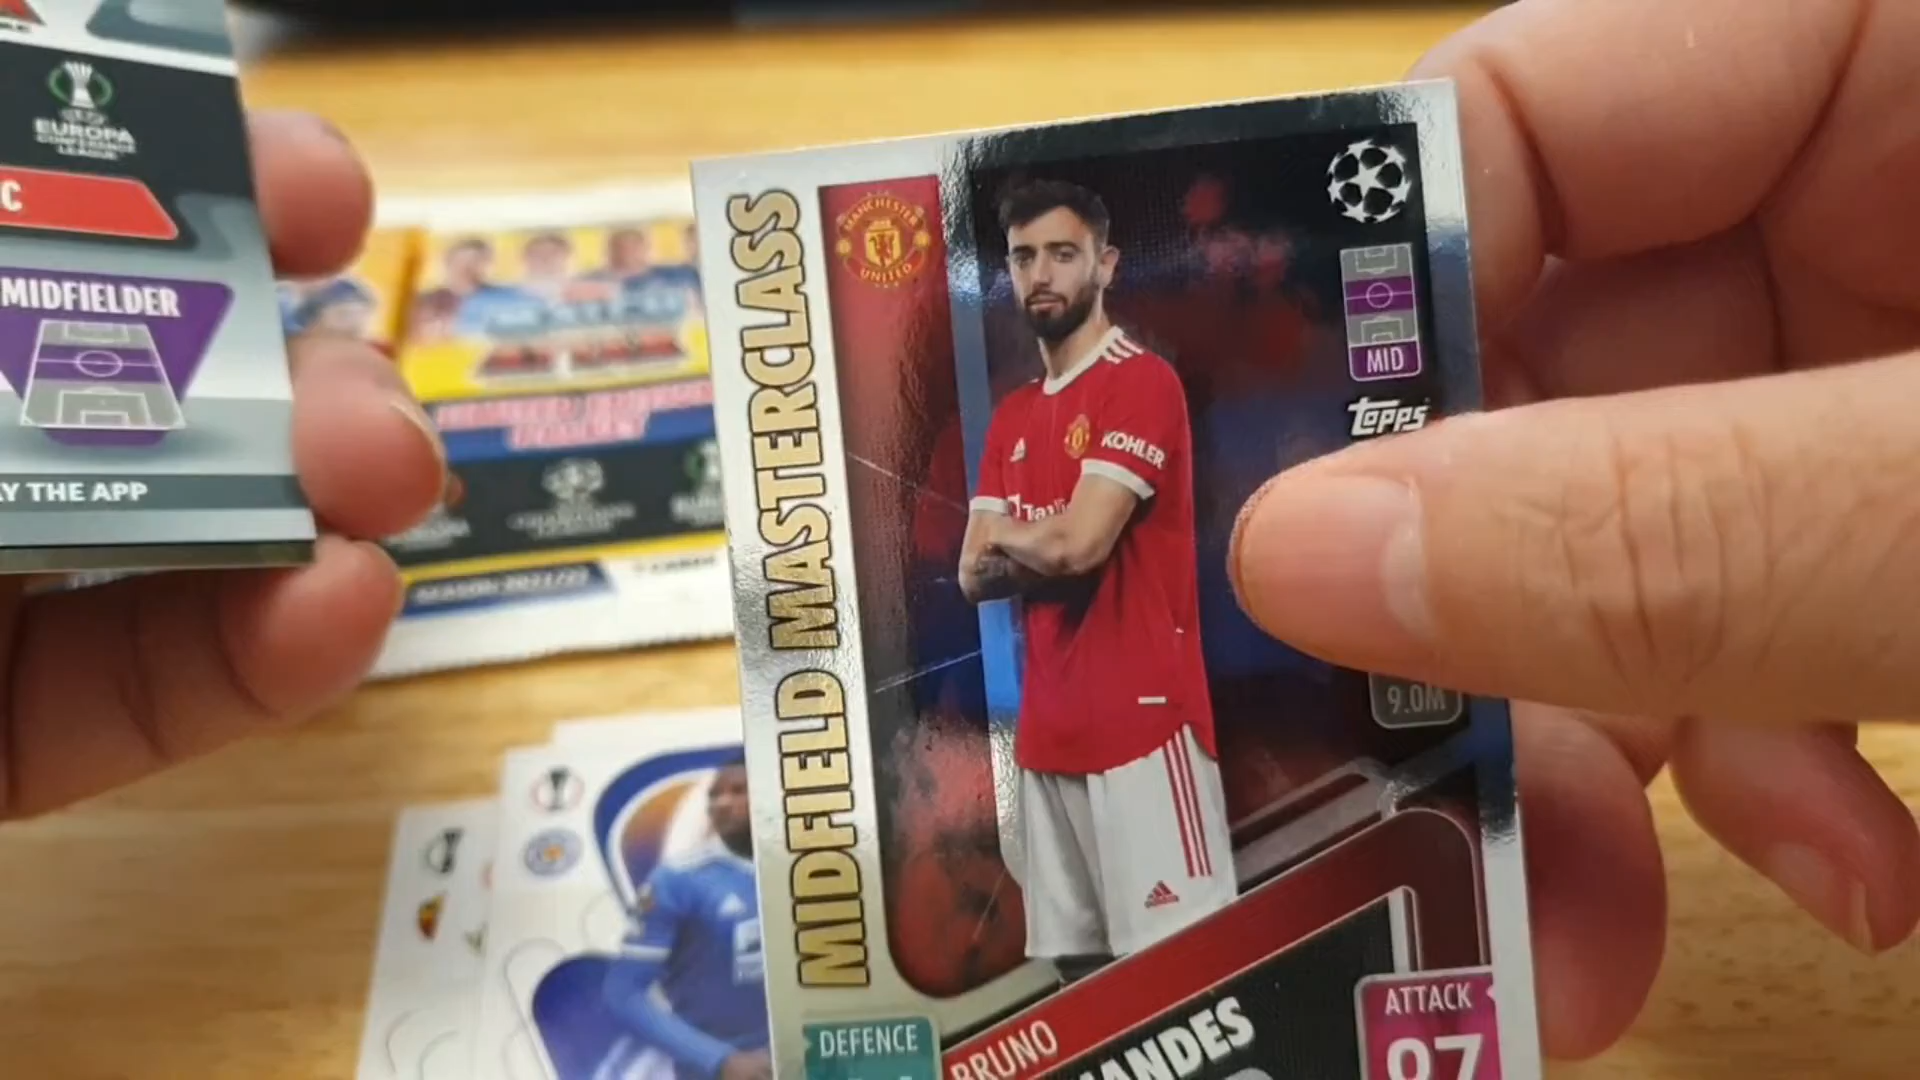 EUROPA
CONFERENCE
LEAGUE
C
MIDFIELDER
Y THE APP
SEASON 2021/22
MIDFIELD MASTERCLASS
MANCHESTER
UNITED
MID
topps
KOHLER
9.0M
DEFENCE
BRUNO
NANDES
ATTACK
97